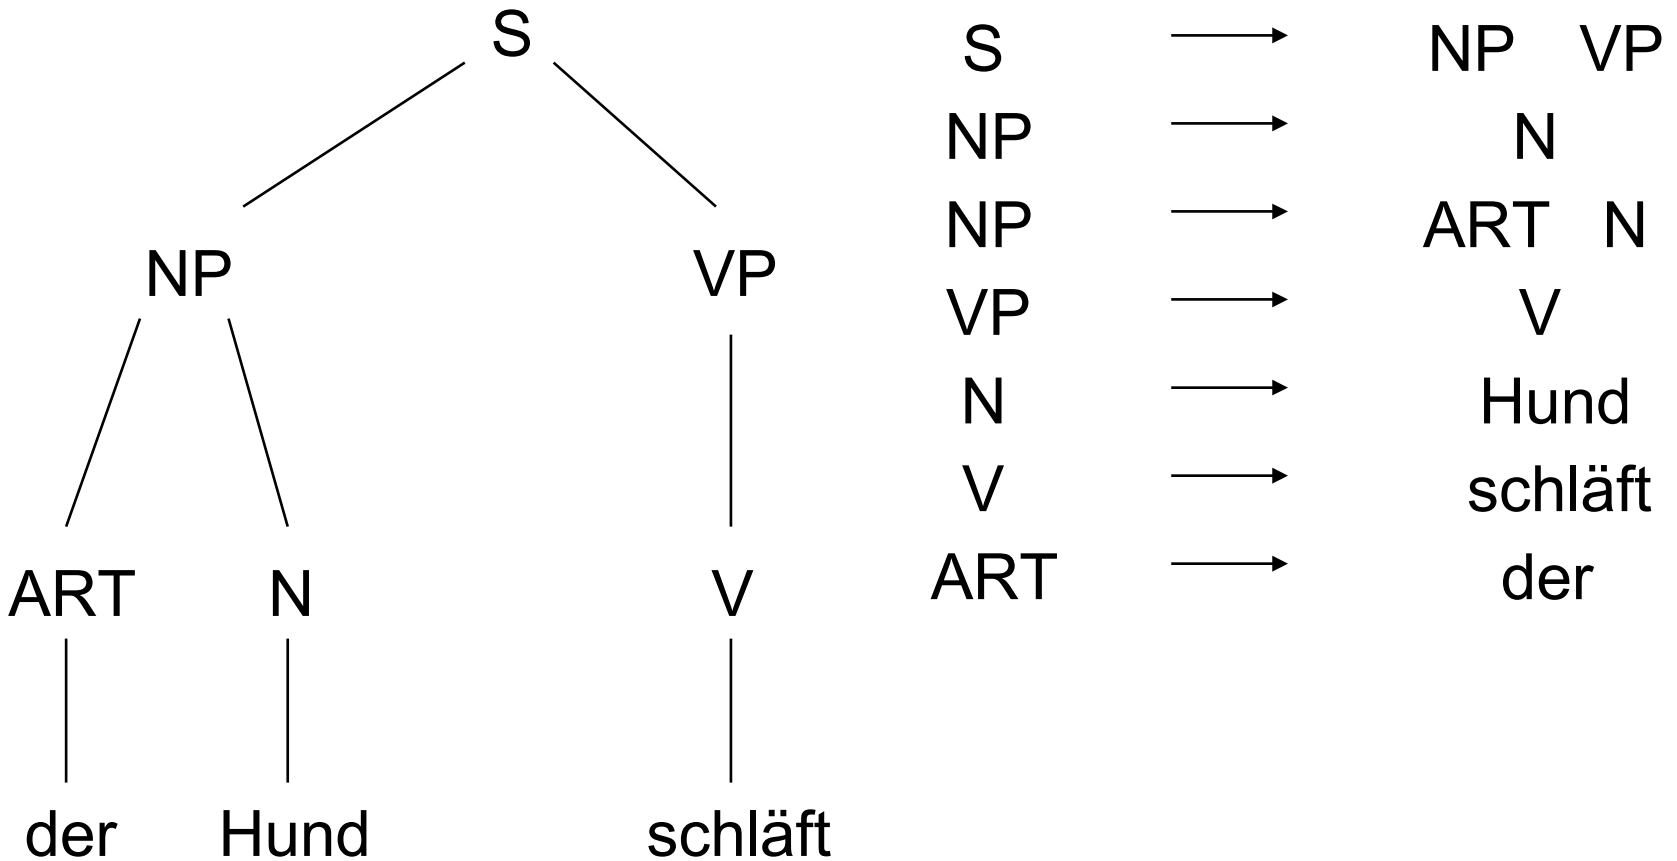 S
NP VP
ART N V
der Hund schläft
S → NP VP
NP → N
NP → ART N
VP → V
N → Hund
V → schläft
ART → der